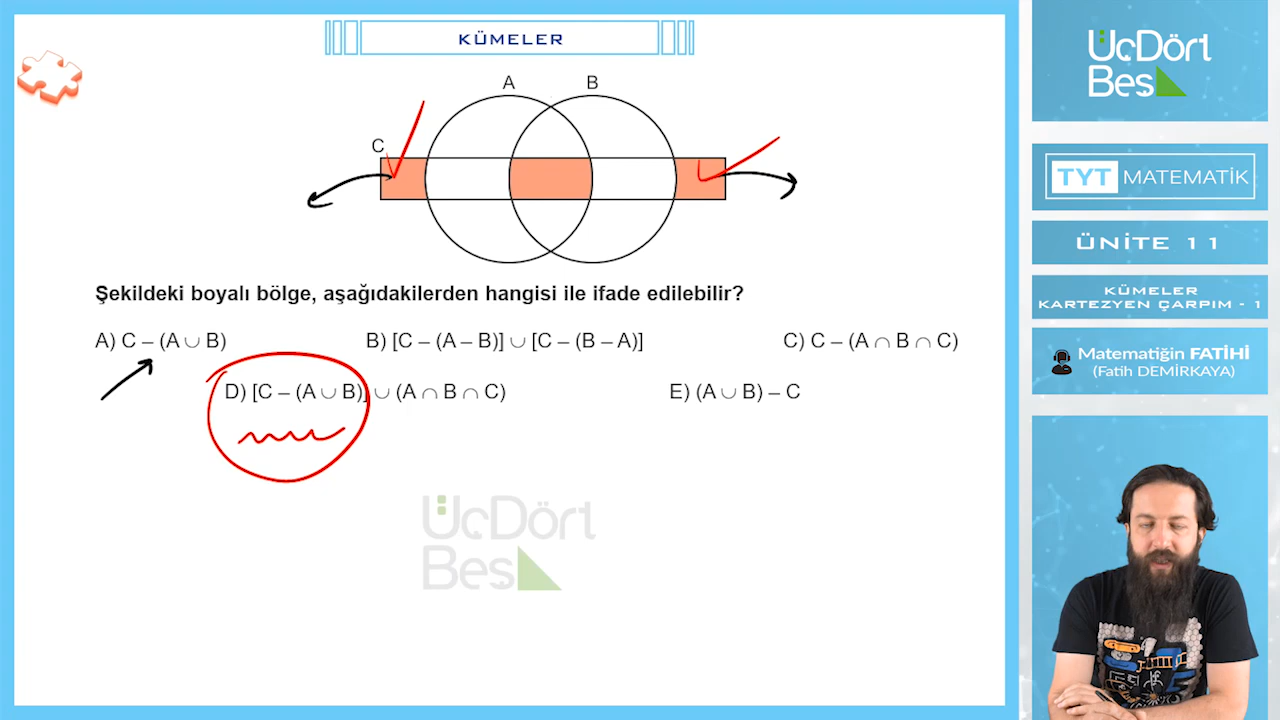 KÜMELER
A B
C
Şekildeki boyalı bölge, aşağıdakilerden hangisi ile ifade edilebilir?
A) C – (A ∪ B) B) [C – (A – B)] ∪ [C – (B – A)] C) C – (A ∩ B ∩ C)
D) [C – (A ∪ B)] ∪ (A ∩ B ∩ C) E) (A ∪ B) – C
ÜçDört
Beş
ÜçDört
Beş
TYT MATEMATİK
ÜNİTE 11
KÜMELER
KARTEZYEN ÇARPIM - 1
Matematiğin FATİHİ
(Fatih DEMİRKAYA)